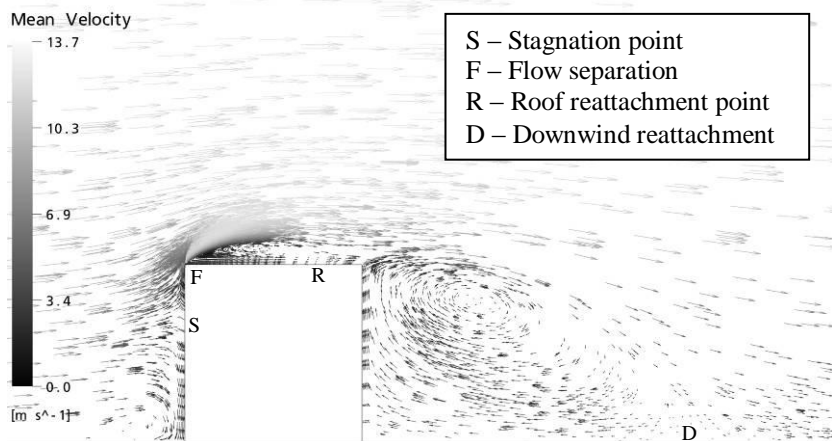 Mean Velocity
13.7
10.3
6.9
3.4
0.0
[m s^-1]
S – Stagnation point
F – Flow separation
R – Roof reattachment point
D – Downwind reattachment
F
R
S
D